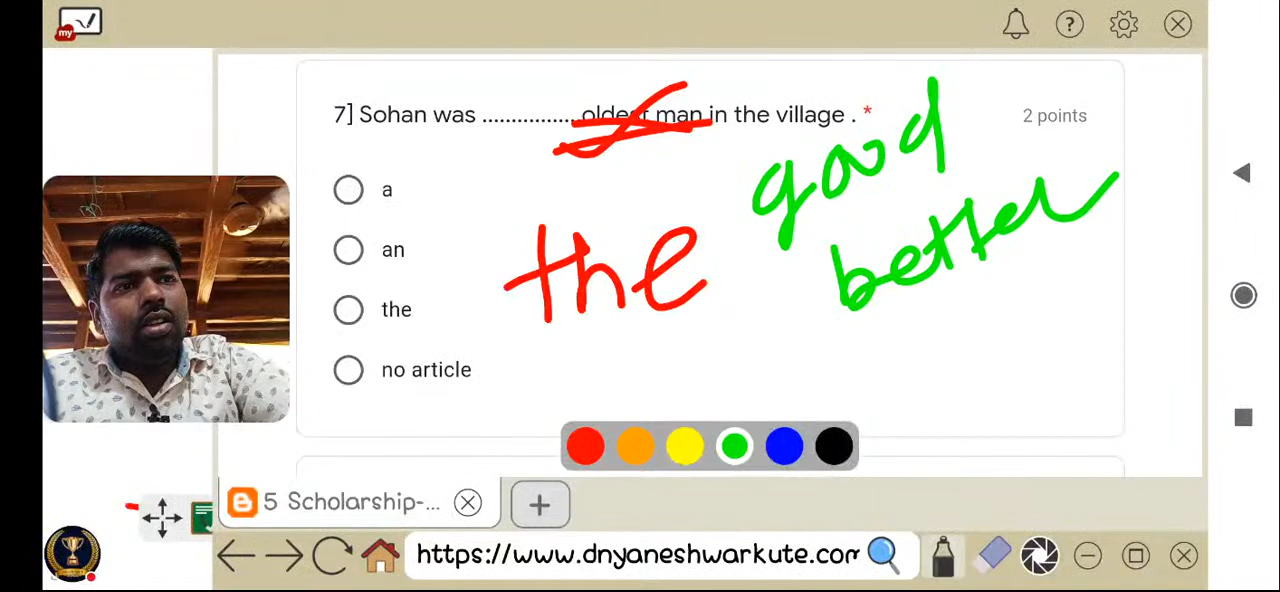 my
7] Sohan was ................ oldest man in the village . *
2 points
a
an
the
no article
the
good
better
5 Scholarship-...
https://www.dnyaneshwarkute.com